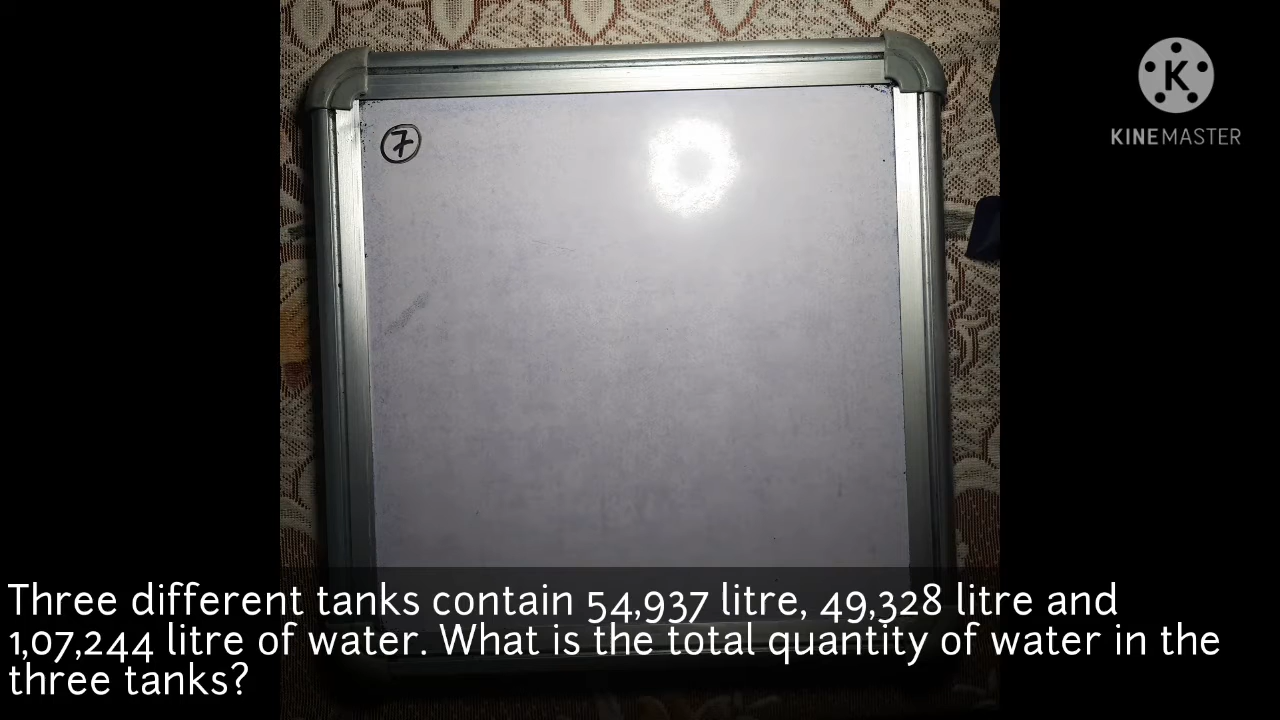 7
KINEMASTER
Three different tanks contain 54,937 litre, 49,328 litre and
1,07,244 litre of water. What is the total quantity of water in the
three tanks?